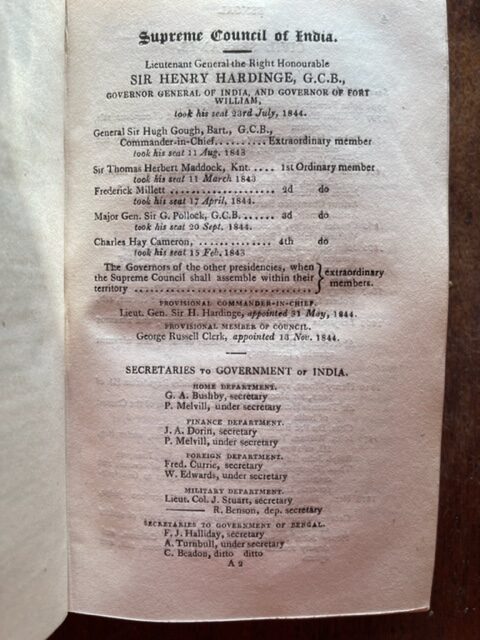 Supreme Council of India.
Lieutenant General the Right Honourable
SIR HENRY HARDINGE, G.C.B.,
GOVERNOR GENERAL OF INDIA, AND GOVERNOR OF FORT
WILLIAM,
took his seat 23rd July, 1844.
General Sir Hugh Gough, Bart., G.C.B.,
Commander-in-Chief.......... Extraordinary member
took his seat 11 Aug. 1843
Sir Thomas Herbert Maddock, Knt..... 1st Ordinary member
took his seat 11 March 1843
Frederick Millett .................... 2d do
took his seat 17 April, 1844.
Major Gen. Sir G. Pollock, G.C.B....... 3d do
took his seat 20 Sept. 1844.
Charles Hay Cameron, .............. 4th do
took his seat 15 Feb. 1843
The Governors of the other presidencies, when
the Supreme Council shall assemble within their } extraordinary
territory .................................... members.
PROVISIONAL COMMANDER-IN-CHIEF.
Lieut. Gen. Sir H. Hardinge, appointed 31 May, 1844.
PROVISIONAL MEMBER OF COUNCIL.
George Russell Clerk, appointed 13 Nov. 1844.
SECRETARIES TO GOVERNMENT OF INDIA.
HOME DEPARTMENT.
G. A. Bushby, secretary
P. Melvill, under secretary
FINANCE DEPARTMENT.
J. A. Dorin, secretary
P. Melvill, under secretary
FOREIGN DEPARTMENT.
Fred. Currie, secretary
W. Edwards, under secretary
MILITARY DEPARTMENT.
Lieut. Col. J. Stuart, secretary
——— R. Benson, dep. secretary
SECRETARIES TO GOVERNMENT OF BENGAL.
F. J. Halliday, secretary
A. Turnbull, under secretary
C. Beadon, ditto ditto
A 2